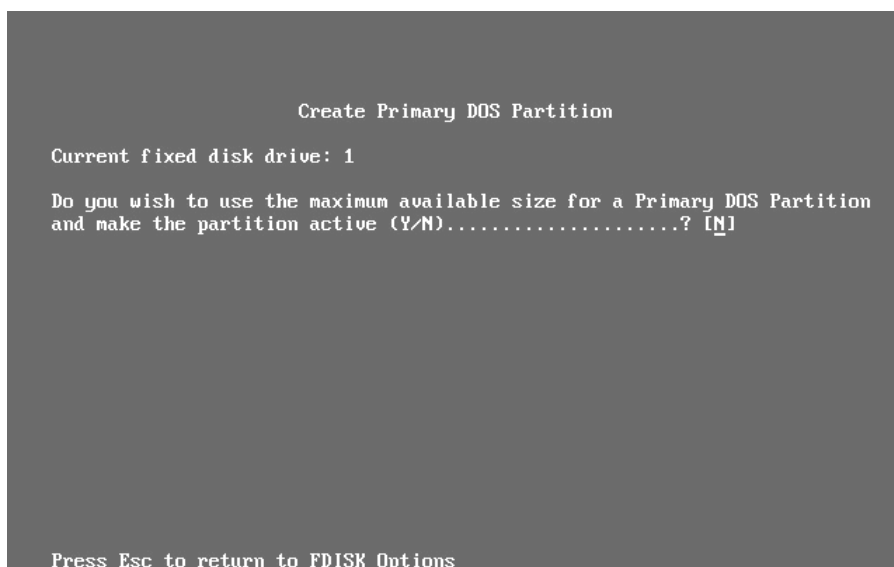 Create Primary DOS Partition
Current fixed disk drive: 1
Do you wish to use the maximum available size for a Primary DOS Partition
and make the partition active (Y/N).....................? [N]
Press Esc to return to FDISK Options